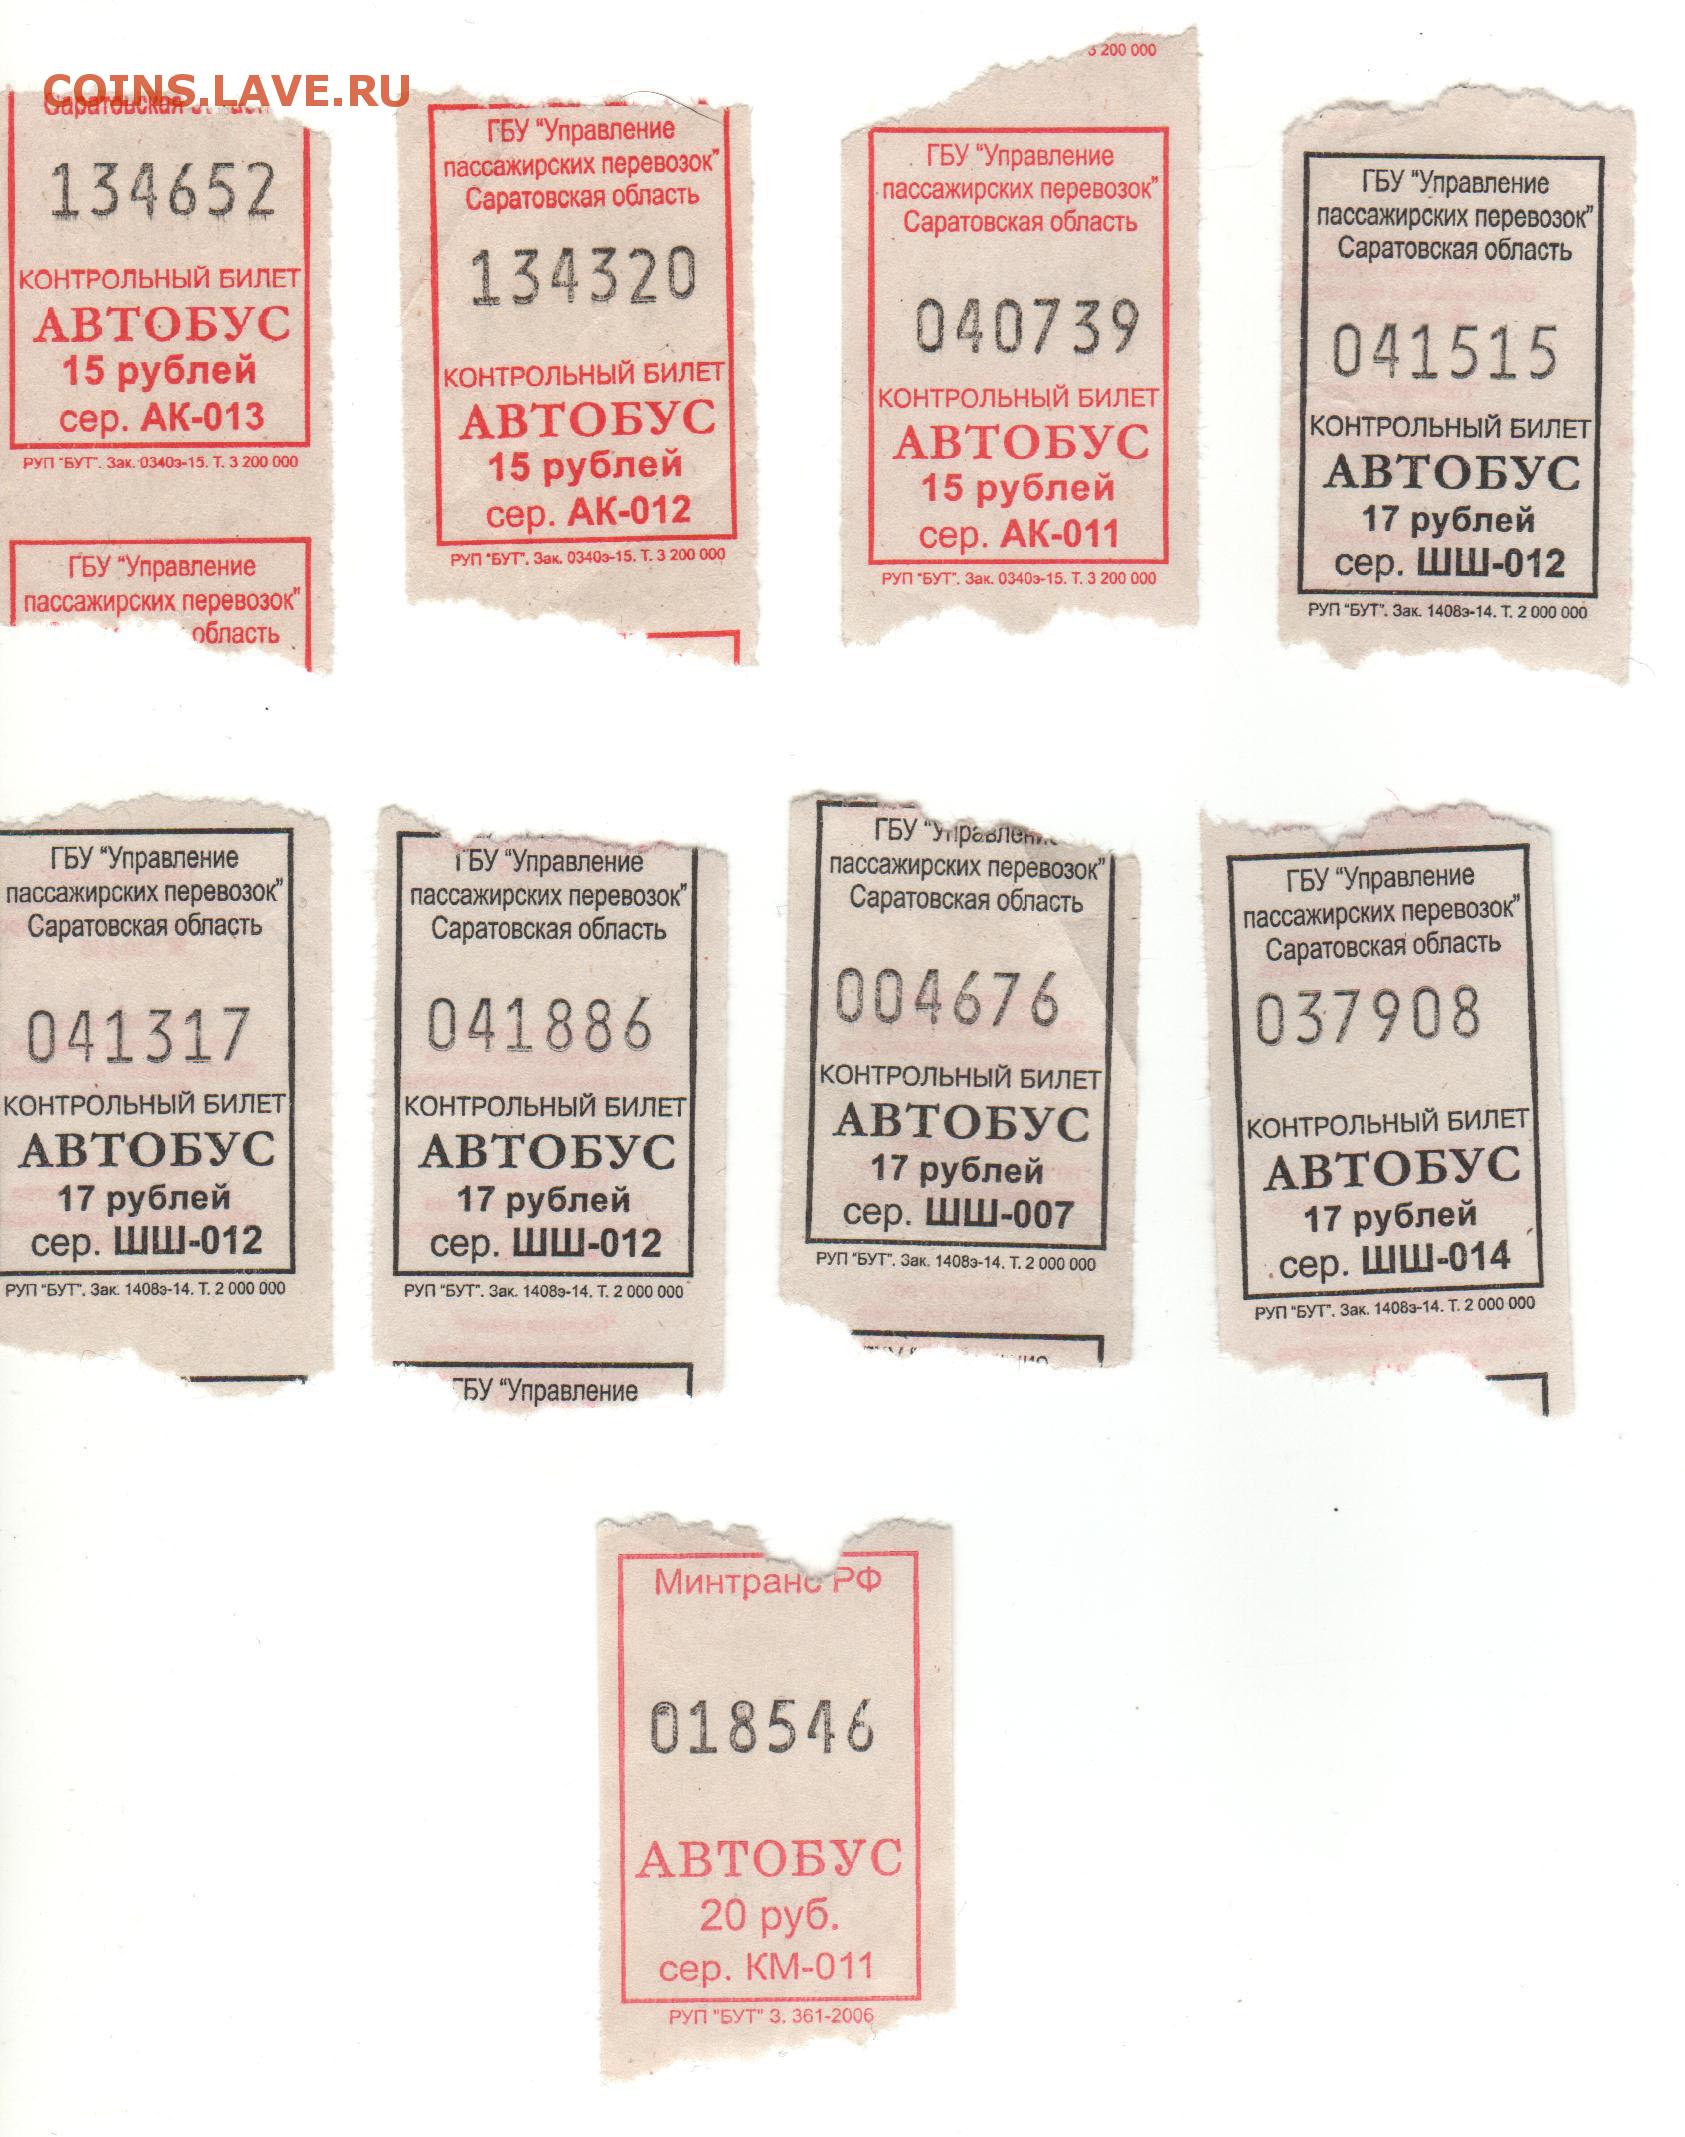 COINS.LAVE.RU
Саратовская
134652
КОНТРОЛЬНЫЙ БИЛЕТ
АВТОБУС
15 рублей
сер. АК-013
РУП "БУТ". Зак. 0340э-15. Т. 3 200 000
ГБУ "Управление
пассажирских перевозок"
область
ГБУ "Управление
пассажирских перевозок"
Саратовская область
134320
КОНТРОЛЬНЫЙ БИЛЕТ
АВТОБУС
15 рублей
сер. АК-012
РУП "БУТ". Зак. 0340э-15. Т. 3 200 000
3 200 000
ГБУ "Управление
пассажирских перевозок"
Саратовская область
040739
КОНТРОЛЬНЫЙ БИЛЕТ
АВТОБУС
15 рублей
сер. АК-011
РУП "БУТ". Зак. 0340э-15. Т. 3 200 000
ГБУ "Управление
пассажирских перевозок"
Саратовская область
041515
КОНТРОЛЬНЫЙ БИЛЕТ
АВТОБУС
17 рублей
сер. ШШ-012
РУП "БУТ". Зак. 1408э-14. Т. 2 000 000
ГБУ "Управление
пассажирских перевозок"
Саратовская область
041317
КОНТРОЛЬНЫЙ БИЛЕТ
АВТОБУС
17 рублей
сер. ШШ-012
РУП "БУТ". Зак. 1408э-14. Т. 2 000 000
ГБУ "Управление
пассажирских перевозок"
Саратовская область
041886
КОНТРОЛЬНЫЙ БИЛЕТ
АВТОБУС
17 рублей
сер. ШШ-012
РУП "БУТ". Зак. 1408э-14. Т. 2 000 000
ГБУ "Управление
ГБУ "Управление
пассажирских перевозок"
Саратовская область
004676
КОНТРОЛЬНЫЙ БИЛЕТ
АВТОБУС
17 рублей
сер. ШШ-007
РУП "БУТ". Зак. 1408э-14. Т. 2 000 000
ГБУ "Управление
пассажирских перевозок"
Саратовская область
037908
КОНТРОЛЬНЫЙ БИЛЕТ
АВТОБУС
17 рублей
сер. ШШ-014
РУП "БУТ". Зак. 1408э-14. Т. 2 000 000
Минтранс РФ
018546
АВТОБУС
20 руб.
сер. КМ-011
РУП "БУТ" З. 361-2006